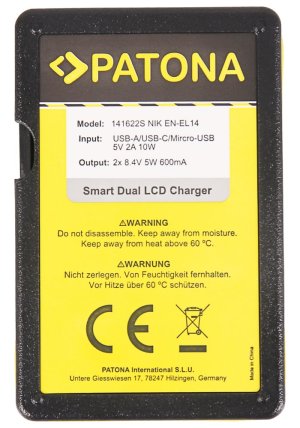 PATONA
Model: 141622S NIK EN-EL14
Input: USB-A/USB-C/Mircro-USB
5V 2A 10W
Output: 2x 8.4V 5W 600mA
Smart Dual LCD Charger
⚠WARNING
Do not disassemble. Keep away from moisture.
Keep away from heat above 60 ºC.
⚠WARNUNG
Nicht zerlegen. Von Feuchtigkeit fernhalten.
Vor Hitze über 60 ºC schützen.
CE
Made in China
PATONA International S.L.U.
Untere Giesswiesen 17, 78247 Hilzingen, Germany